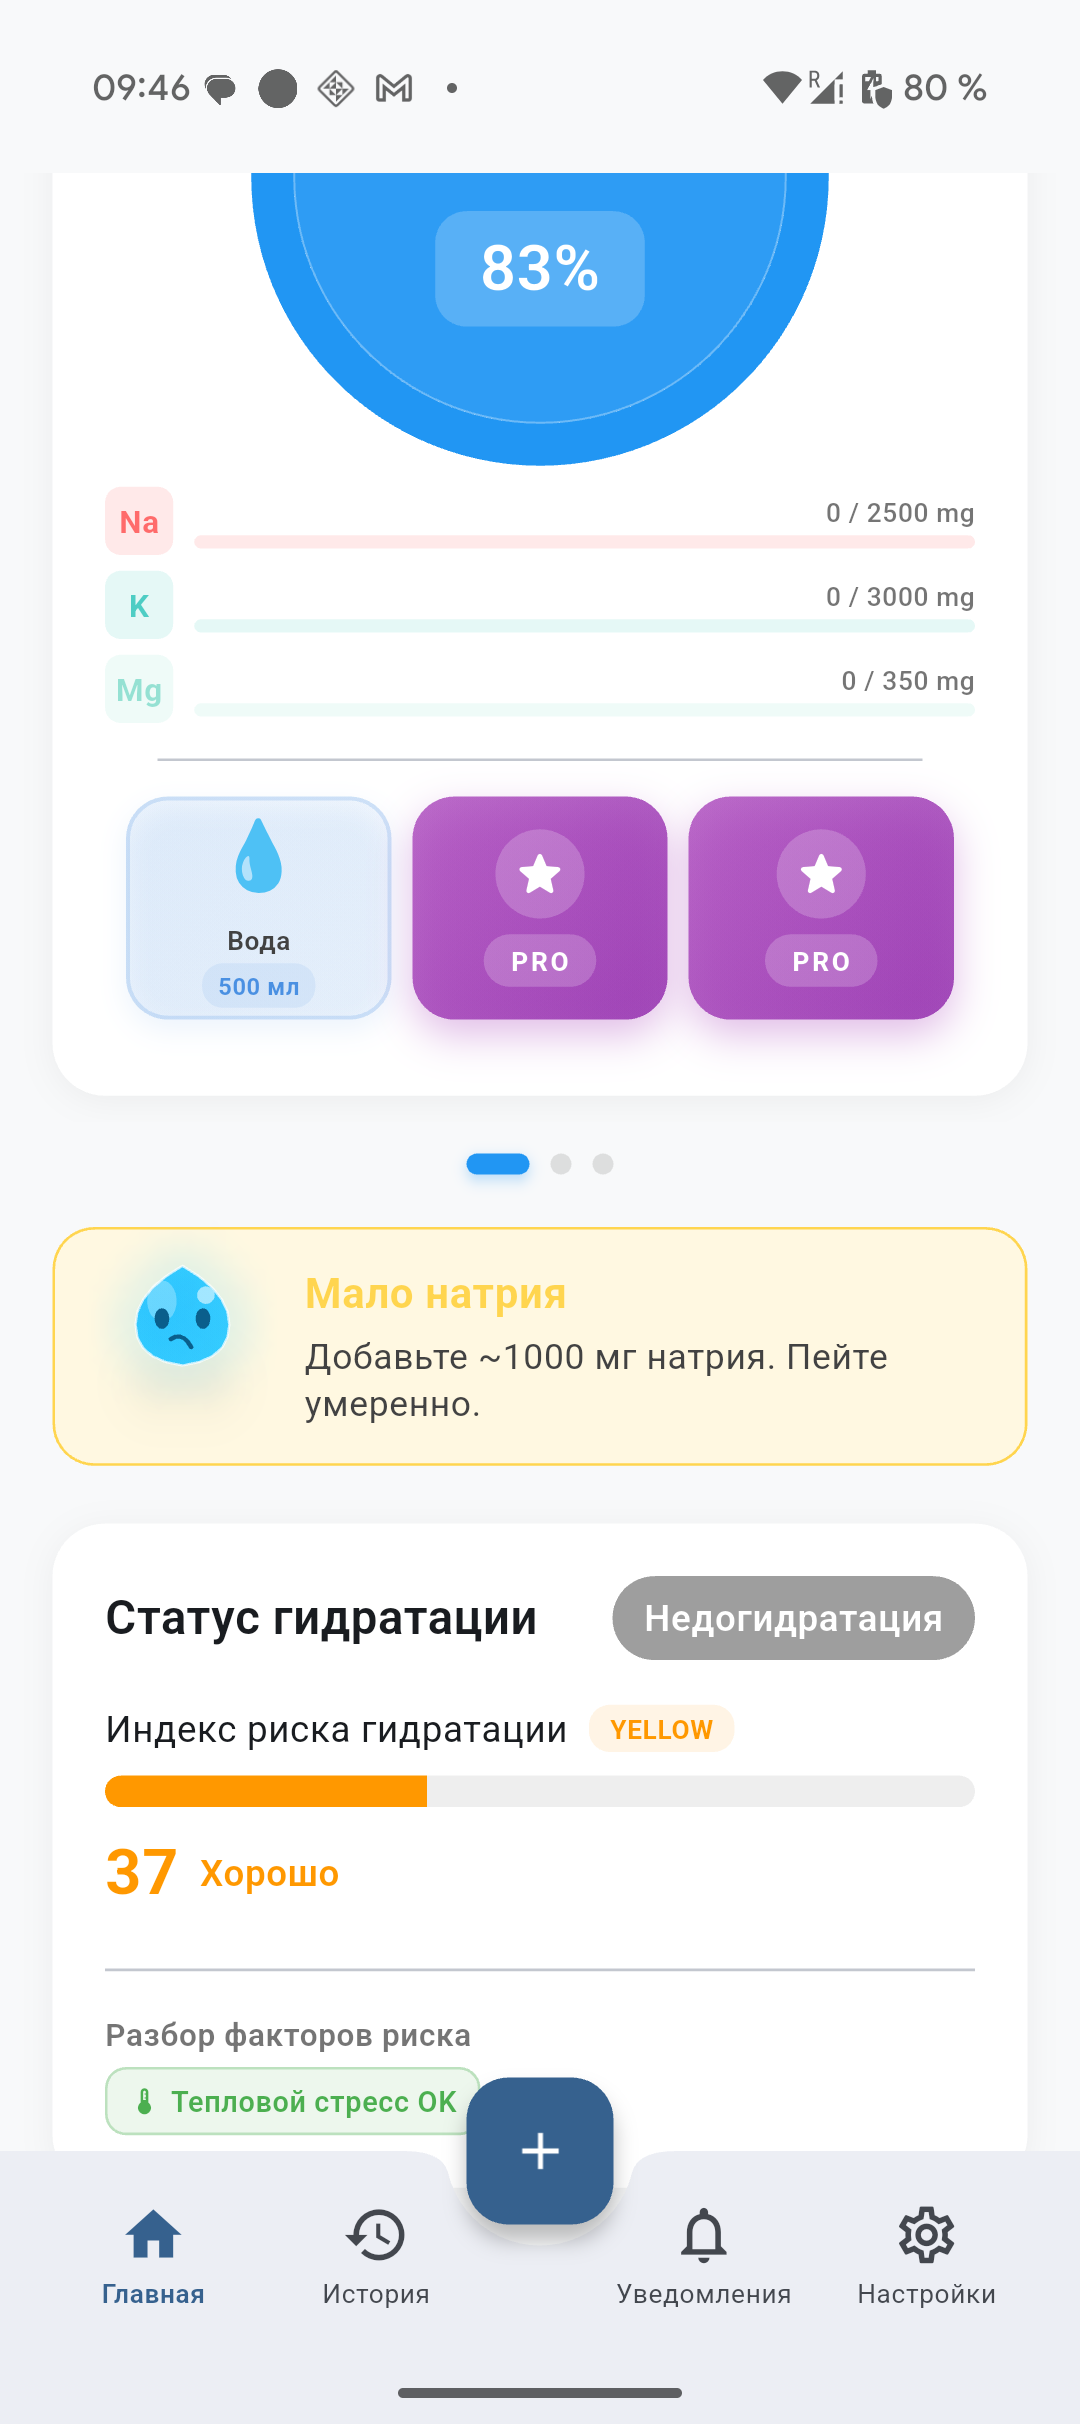 09:46
R
80 %
83%
Na
0 / 2500 mg
K
0 / 3000 mg
Mg
0 / 350 mg
Вода
500 мл
PRO
PRO
Мало натрия
Добавьте ~1000 мг натрия. Пейте
умеренно.
Статус гидратации
Недогидратация
Индекс риска гидратации
YELLOW
37 Хорошо
Разбор факторов риска
Тепловой стресс OK
Главная
История
Уведомления
Настройки